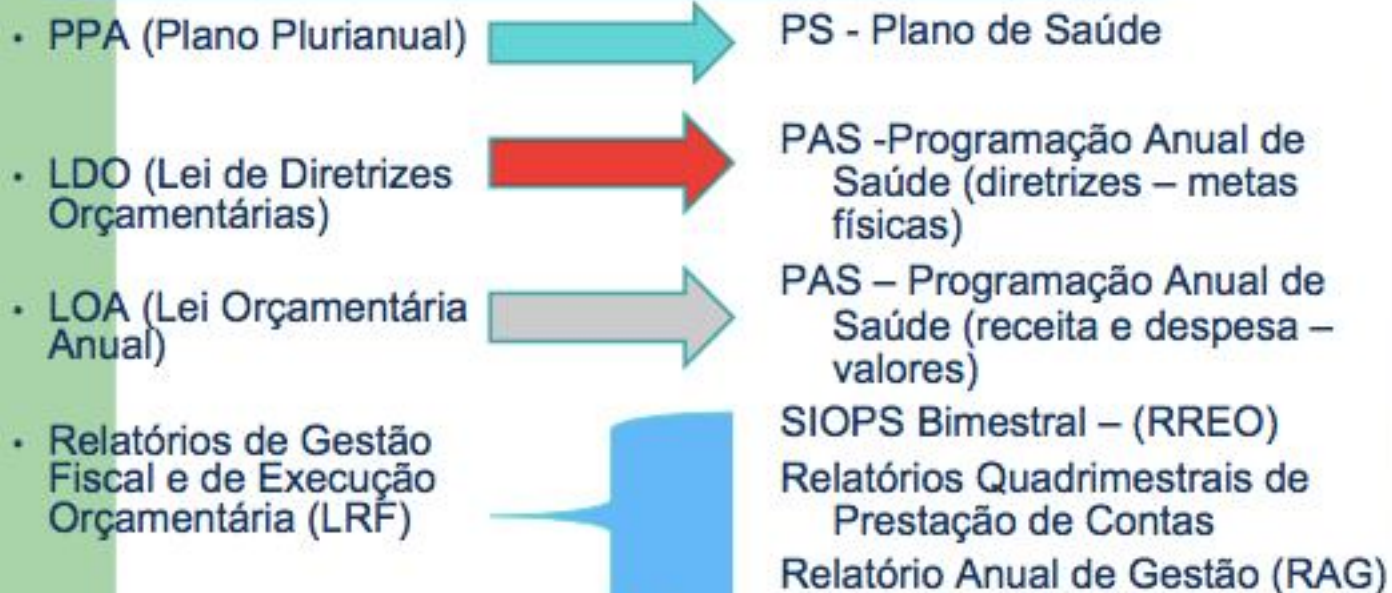 • PPA (Plano Plurianual)
PS - Plano de Saúde
• LDO (Lei de Diretrizes
Orçamentárias)
PAS -Programação Anual de
Saúde (diretrizes – metas
físicas)
• LOA (Lei Orçamentária
Anual)
PAS – Programação Anual de
Saúde (receita e despesa –
valores)
• Relatórios de Gestão
Fiscal e de Execução
Orçamentária (LRF)
SIOPS Bimestral – (RREO)
Relatórios Quadrimestrais de
Prestação de Contas
Relatório Anual de Gestão (RAG)